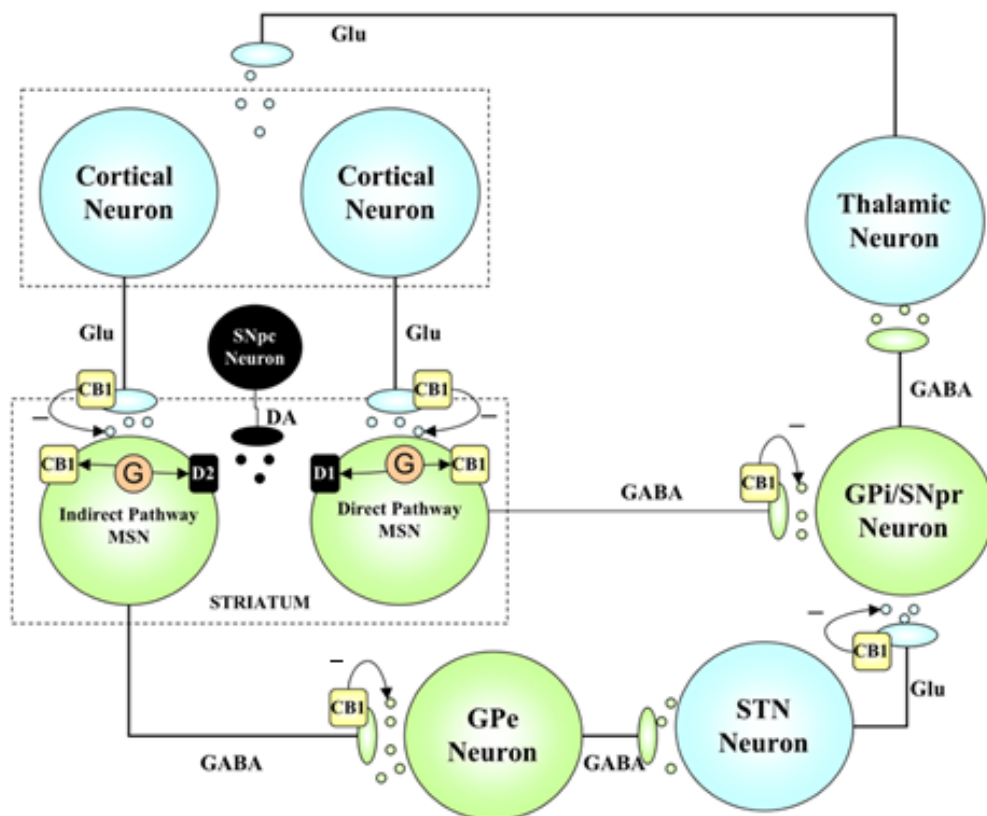 Glu
Cortical
Neuron
Cortical
Neuron
Thalamic
Neuron
Glu
SNpc
Neuron
Glu
CB1
CB1
–
DA
–
GABA
CB1
G
D2
D1
G
CB1
Indirect Pathway
MSN
Direct Pathway
MSN
GABA
–
CB1
GPi/SNpr
Neuron
STRIATUM
–
CB1
Glu
–
CB1
GPe
Neuron
STN
Neuron
GABA
GABA